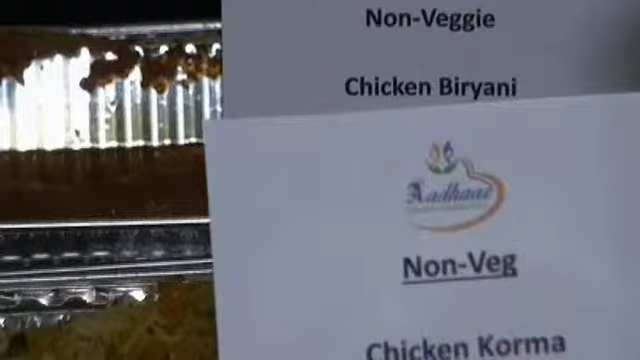 Non-Veggie
Chicken Biryani
Aadhaar
Non-Veg
Chicken Korma